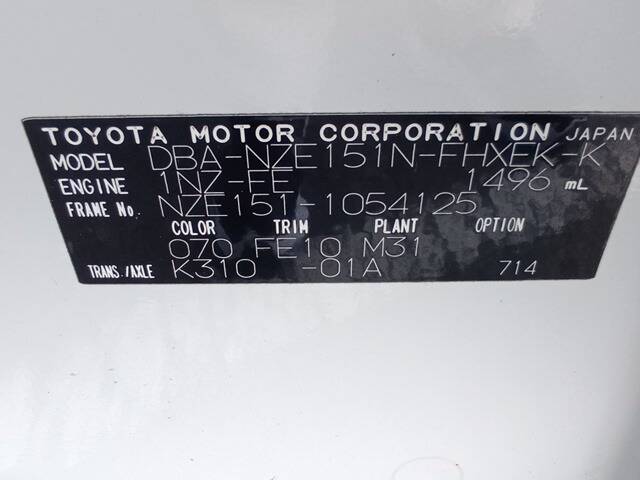 TOYOTA MOTOR CORPORATION JAPAN
MODEL DBA-NZE151N-FHXEK-K
ENGINE 1NZ-FE 1496 mL
FRAME No. NZE151-1054125
COLOR TRIM PLANT OPTION
070 FE10 M31
TRANS./AXLE K310 -01A 714